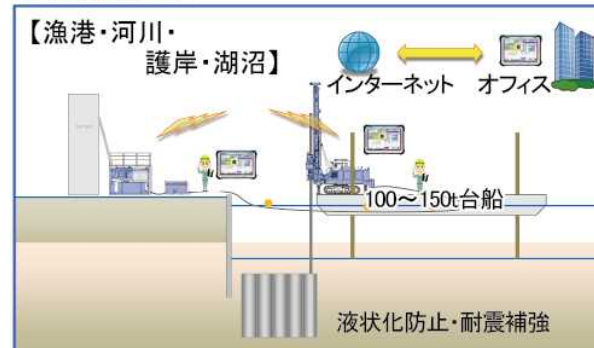 【漁港・河川・
護岸・湖沼】
インターネット
オフィス
100～150t台船
液状化防止・耐震補強